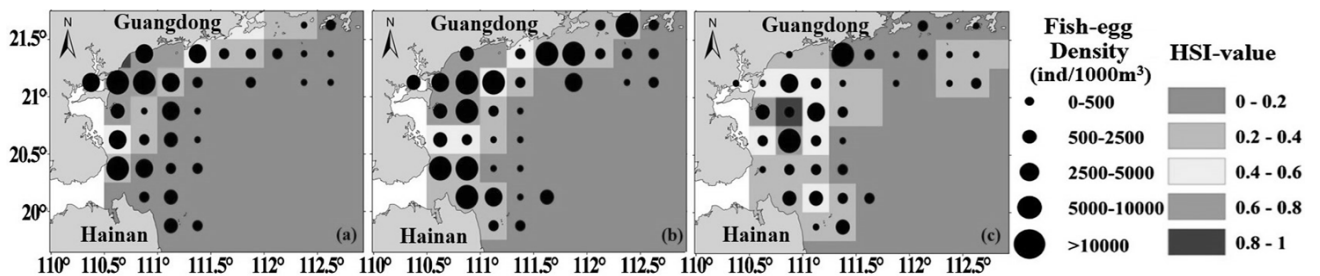 N
Guangdong
21.5°
21°
20.5°
20°
Hainan
(a)
110° 110.5° 111° 111.5° 112° 112.5°
N
Guangdong
Hainan
(b)
110° 110.5° 111° 111.5° 112° 112.5°
N
Guangdong
Hainan
(c)
110° 110.5° 111° 111.5° 112° 112.5°
Fish-egg
Density
(ind/1000m³)
0-500
500-2500
2500-5000
5000-10000
>10000
HSI-value
0 - 0.2
0.2 - 0.4
0.4 - 0.6
0.6 - 0.8
0.8 - 1